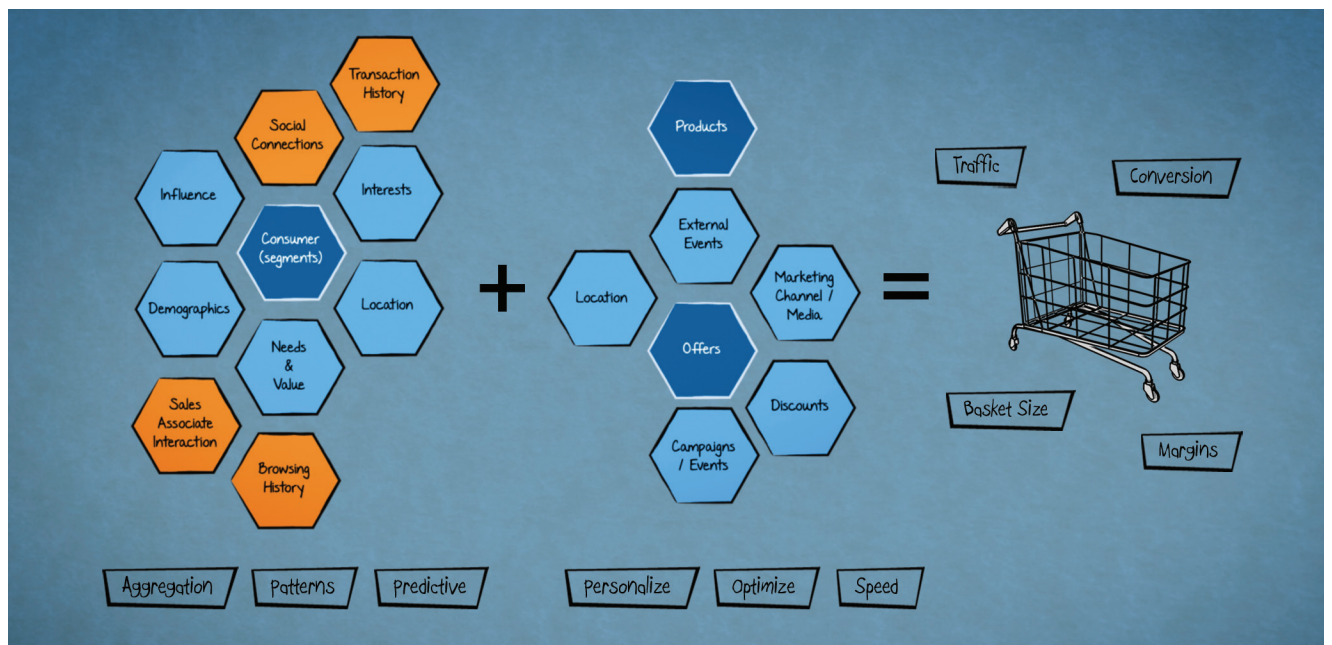 Transaction
History
Social
Connections
Influence
Interests
Consumer
(segments)
Demographics
Location
Needs
&
Value
Sales
Associate
Interaction
Browsing
History
Aggregation
Patterns
Predictive
+
Products
External
Events
Location
Marketing
Channel /
Media
Offers
Discounts
Campaigns
/ Events
Personalize
Optimize
Speed
=
Traffic
Conversion
Basket Size
Margins